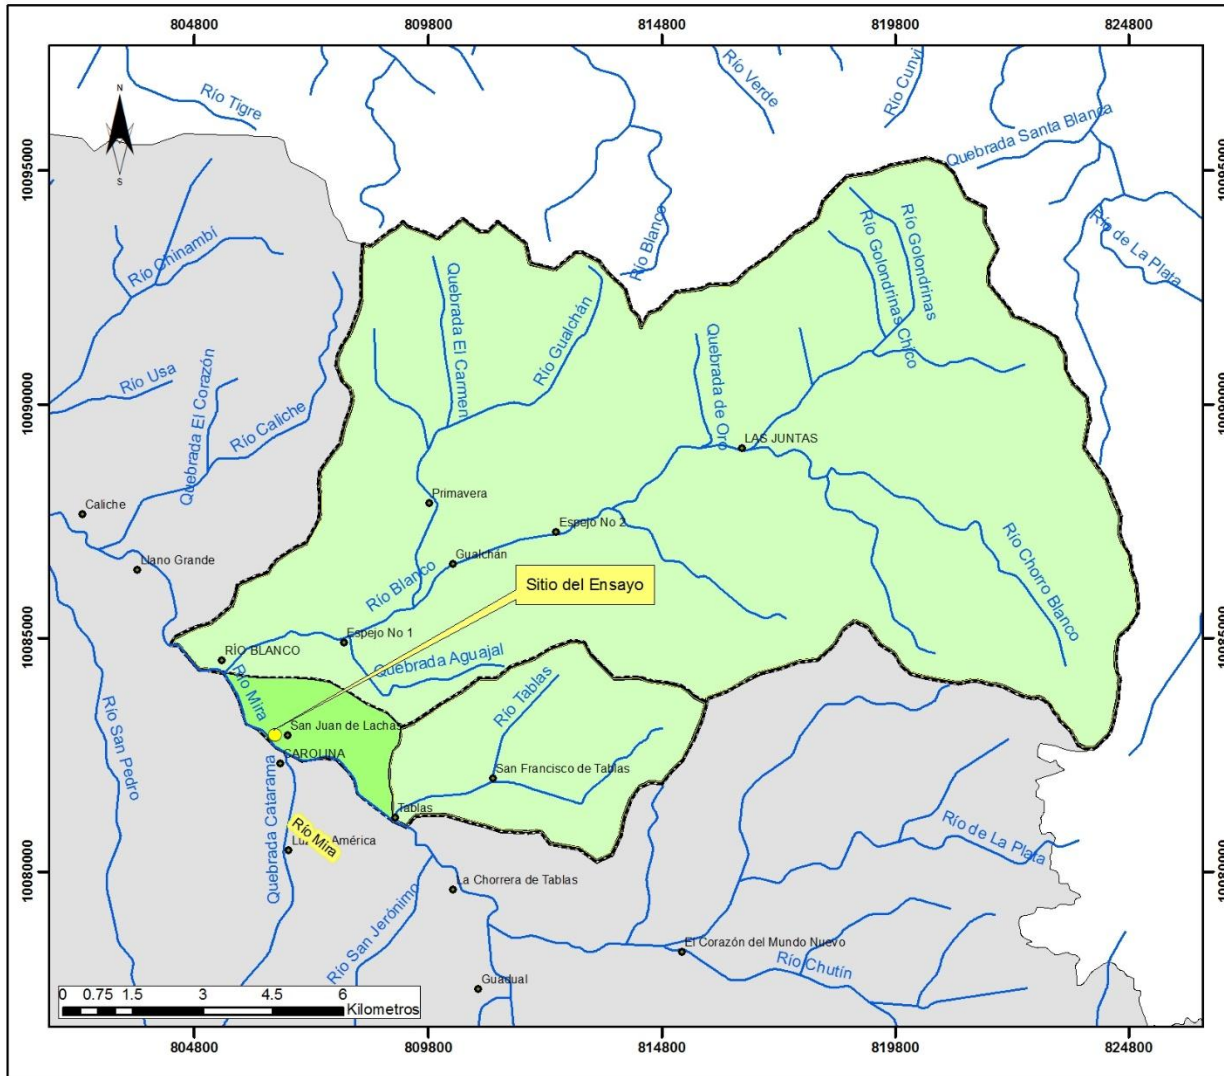 804800
809800
814800
819800
824800
Río Tigre
N
S
Río Verde
Río Cunyi
Quebrada Santa Blanca
10095000
Río Blanco
Río de La Plata
Río Chinambí
Quebrada El Carmen
Río Gualchán
Río Golondrinas
Río Golondrinas Chico
Río Usa
Quebrada El Corazón
Río Caliche
Quebrada de Oro
10090000
LAS JUNTAS
Caliche
Primavera
Espejo No 2
Llano Grande
Gualchán
Río Blanco
Sitio del Ensayo
Río Chorro Blanco
10085000
Espejo No 1
RÍO BLANCO
Quebrada Aguajal
Río Mira
Río Tablas
Río San Pedro
San Juan de Lachas
CAROLINA
San Francisco de Tablas
Quebrada Catarama
Tablas
Río Mira
América
Río de La Plata
10080000
La Chorrera de Tablas
Río San Jerónimo
El Corazón del Mundo Nuevo
Río Chutín
Guadual
0 0.75 1.5 3 4.5 6
Kilometros
804800
809800
814800
819800
824800